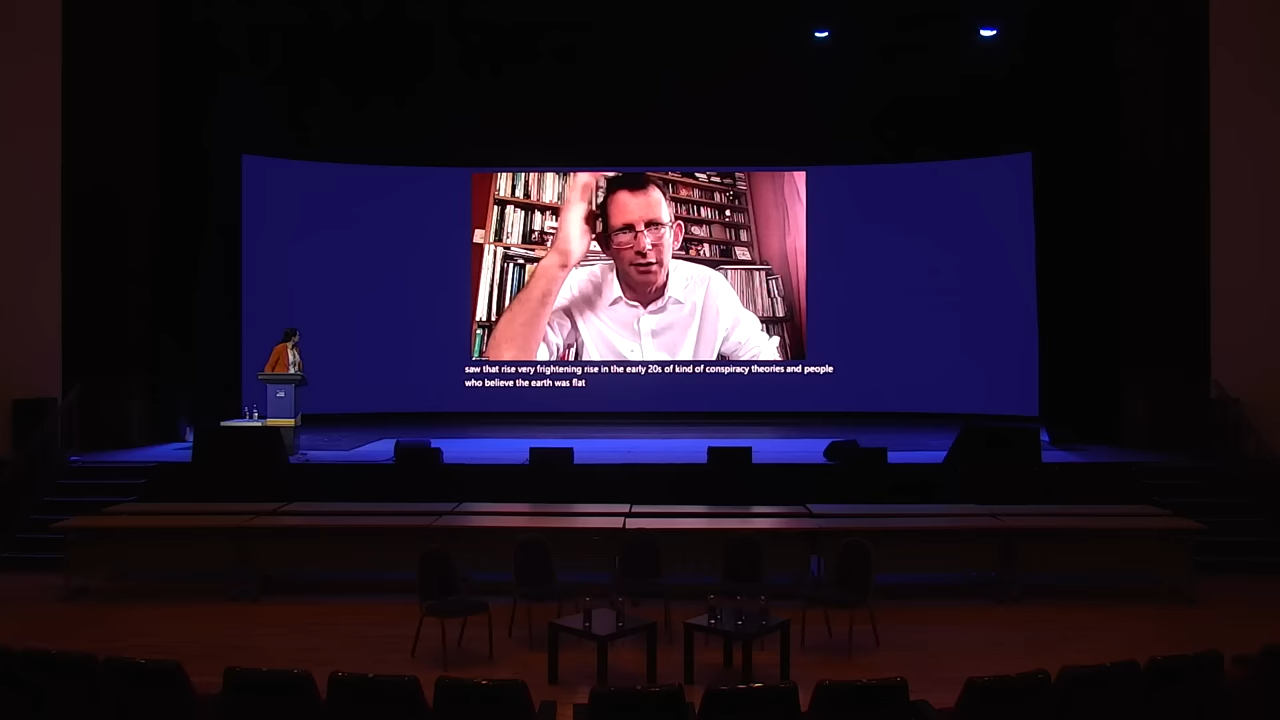 saw that rise very frightening rise in the early 20s of kind of conspiracy theories and people
who believe the earth was flat